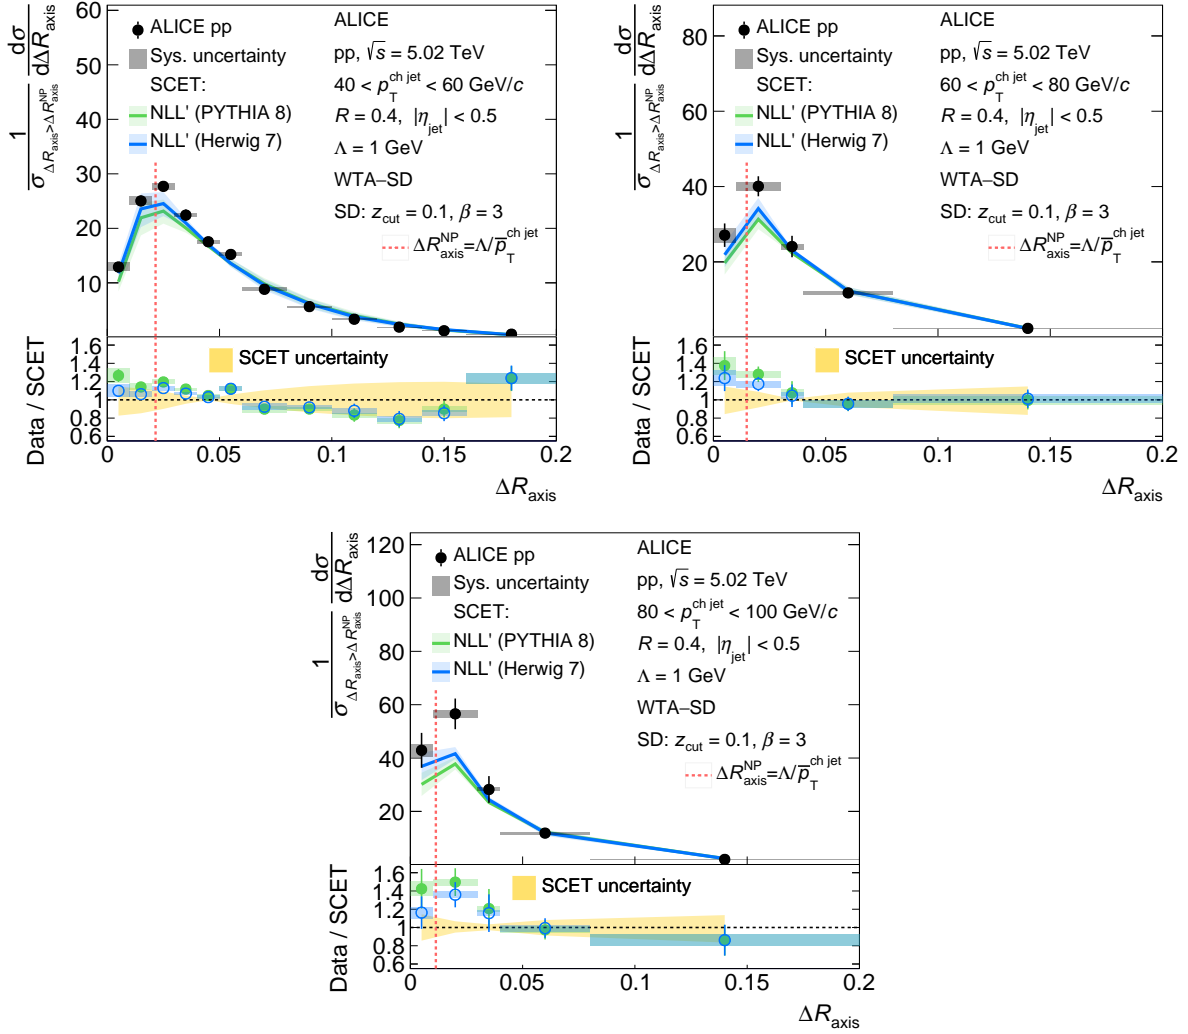 1/σ_{ΔR_axis>ΔR_axis^NP} dσ/dΔR_axis
60
50
40
30
20
10
ALICE pp
Sys. uncertainty
SCET:
NLL' (PYTHIA 8)
NLL' (Herwig 7)
ALICE
pp, √s = 5.02 TeV
40 < p_T^{ch jet} < 60 GeV/c
R = 0.4, |η_jet| < 0.5
Λ = 1 GeV
WTA–SD
SD: z_cut = 0.1, β = 3
ΔR_axis^NP=Λ/p̅_T^{ch jet}
Data / SCET
1.6
1.4
1.2
1
0.8
0.6
SCET uncertainty
0 0.05 0.1 0.15 0.2
ΔR_axis
1/σ_{ΔR_axis>ΔR_axis^NP} dσ/dΔR_axis
80
60
40
20
ALICE pp
Sys. uncertainty
SCET:
NLL' (PYTHIA 8)
NLL' (Herwig 7)
ALICE
pp, √s = 5.02 TeV
60 < p_T^{ch jet} < 80 GeV/c
R = 0.4, |η_jet| < 0.5
Λ = 1 GeV
WTA–SD
SD: z_cut = 0.1, β = 3
ΔR_axis^NP=Λ/p̅_T^{ch jet}
Data / SCET
1.6
1.4
1.2
1
0.8
0.6
SCET uncertainty
0 0.05 0.1 0.15 0.2
ΔR_axis
1/σ_{ΔR_axis>ΔR_axis^NP} dσ/dΔR_axis
120
100
80
60
40
20
ALICE pp
Sys. uncertainty
SCET:
NLL' (PYTHIA 8)
NLL' (Herwig 7)
ALICE
pp, √s = 5.02 TeV
80 < p_T^{ch jet} < 100 GeV/c
R = 0.4, |η_jet| < 0.5
Λ = 1 GeV
WTA–SD
SD: z_cut = 0.1, β = 3
ΔR_axis^NP=Λ/p̅_T^{ch jet}
Data / SCET
1.6
1.4
1.2
1
0.8
0.6
SCET uncertainty
0 0.05 0.1 0.15 0.2
ΔR_axis